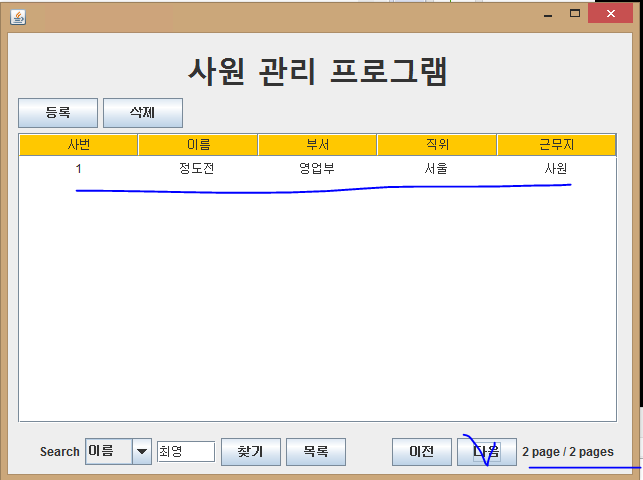 사원 관리 프로그램
등록 삭제
사번 이름 부서 직위 근무지
1 정도전 영업부 서울 사원
Search 이름 최영 찾기 목록 이전 다음 2 page / 2 pages